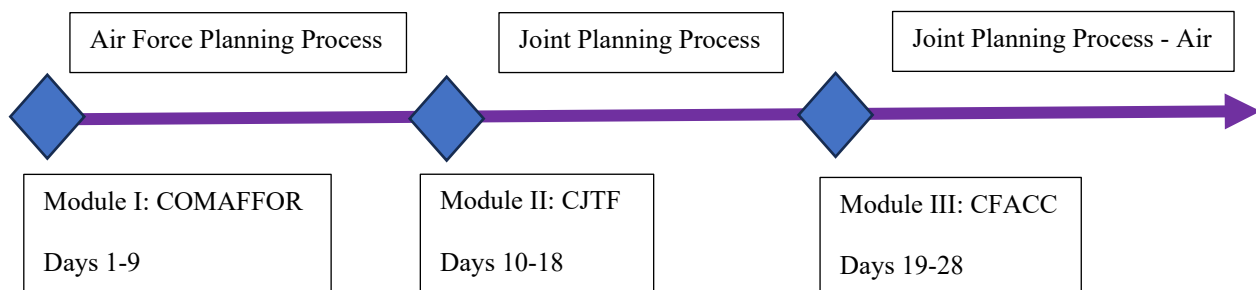 Air Force Planning Process
Joint Planning Process
Joint Planning Process - Air
Module I: COMAFFOR
Days 1-9
Module II: CJTF
Days 10-18
Module III: CFACC
Days 19-28